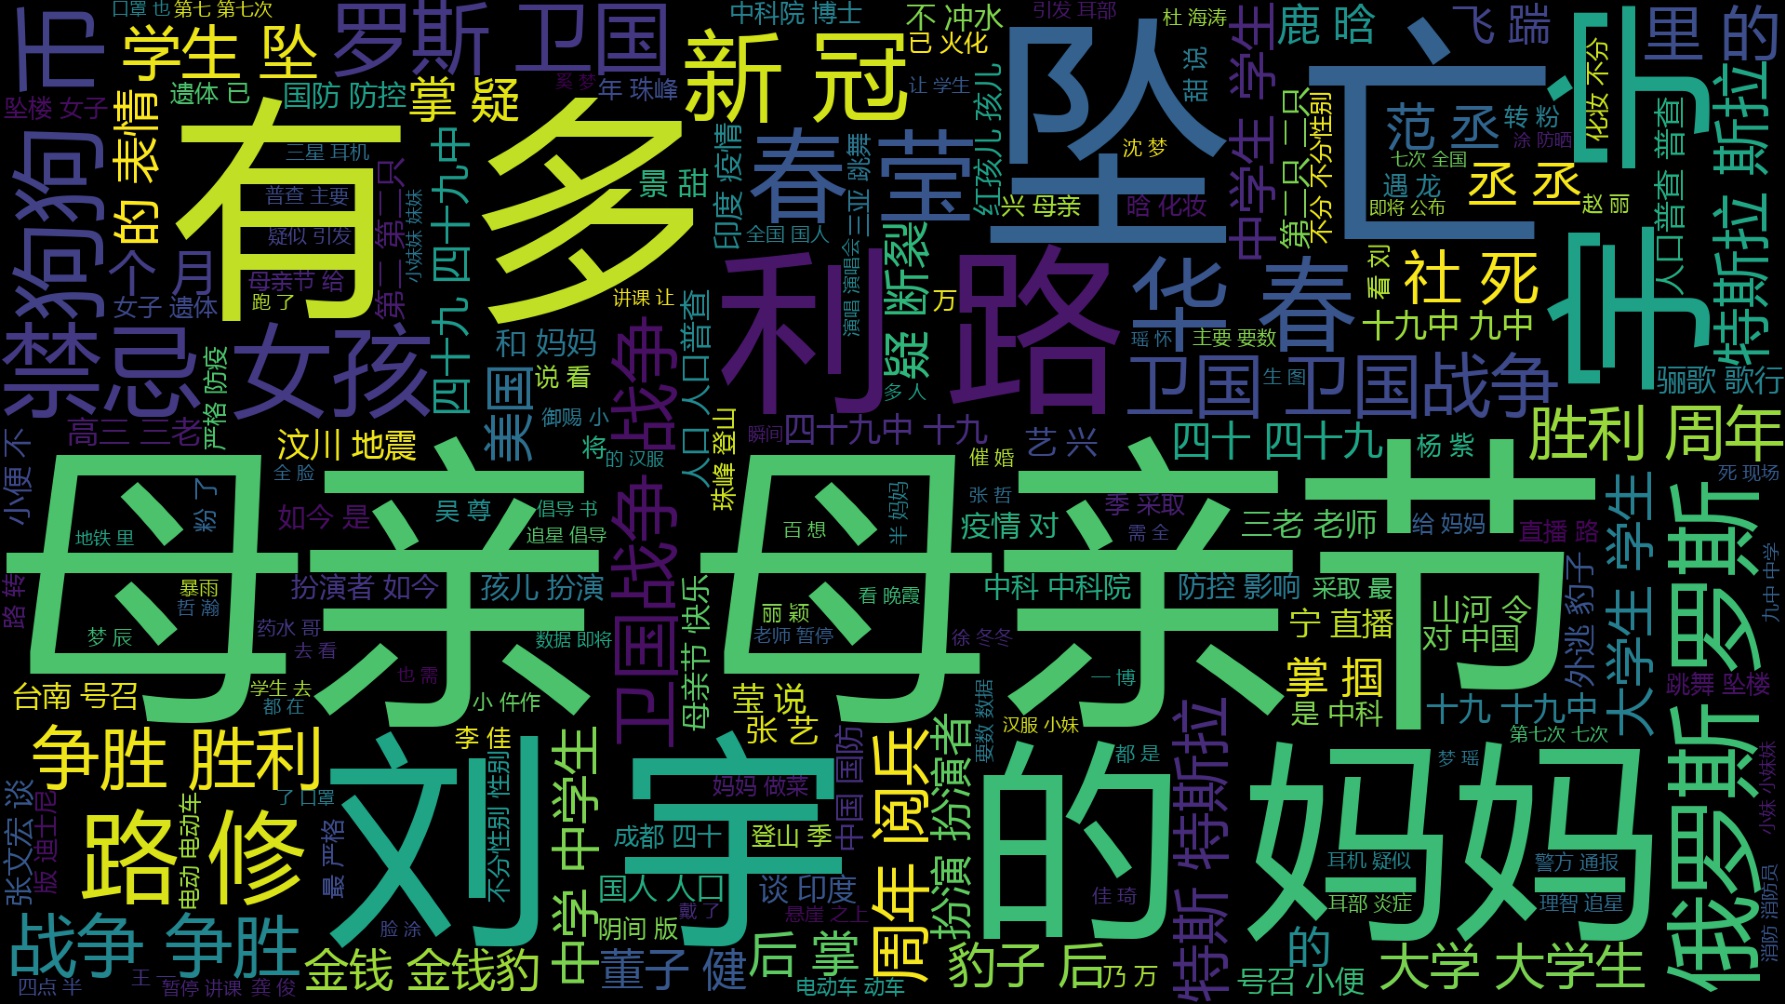 口罩 也
第七 第七次
中科院 博士
不 冲水
引发 耳部
杜 海涛
鹿 晗
飞 踹
里 的
市
学生 坠
罗斯 卫国
新 冠
已 火化
坠 亡
宁 宁
坠楼 女子
遗体 已
国防 防控
掌 疑
奚 梦
年 珠峰
让 学生
甜 说
中学生 学生
化妆 不分
范 丞
转 粉
涂 防晒
狗狗
的 表情
有 多
三星 耳机
普查 主要
疑似 引发
第二 第二只
四十九 四十九中
小妹妹 妹妹
景 甜
印度 疫情
春 莹
三亚 跳舞
红孩儿 孩儿
沈 梦
兴 母亲
晗 化妆
第二只 二只
不分 不分性别
七次 全国
遇 龙
丞 丞
即将 公布
赵 丽
人口普查 普查
特斯拉 斯拉
个 月
母亲节 给
女子 遗体
跑 了
全国 国人
演唱 演唱会
疑 断裂
利 路
讲课 让
万
华 春
瑶 怀
主要 要数
看 刘
社 死
十九中 九中
禁忌 女孩
严格 防疫
和 妈妈
说 看
美国
御赐 小
人口 人口普查
多 人
卫国 卫国战争
生 图
骊歌 歌行
高三 三老
汶川 地震
将
的 汉服
卫国战争 战争
珠峰 登山
瞬间
四十九中 十九
艺 兴
催 婚
四十 四十九
杨 紫
胜利 周年
小便 不
全 脸
死 现场
母亲 母亲节
粉 了
地铁 里
如今 是
吴 尊
倡导 书
追星 倡导
百 想
半 妈妈
张 哲
疫情 对
季 采取
需 全
三老 老师
给 妈妈
直播 路
大学生 学生
俄罗斯 罗斯
路 转
暴雨
哲 瀚
扮演者 如今
孩儿 扮演
看 晚霞
中科 中科院
防控 影响
采取 最
外逃 豹子
九中 中学
梦 辰
药水 哥
去 看
数据 即将
母亲节 快乐
丽 颖
老师 暂停
徐 冬冬
宁 直播
山河 令
对 中国
台南 号召
学生 去
都 在
也 需
小 仵作
莹 说
张 艺
一 博
要数 数据
汉服 小妹
掌 掴
是 中科
十九 十九中
跳舞 坠楼
争胜 胜利
李 佳
刘 宇
不分性别 性别
中学 中学生
妈妈 做菜
中国 国防
周年 阅兵
扮演 扮演者
都 是
的 妈妈
特斯 特斯拉
第七次 七次
梦 瑶
小妹 小妹妹
张文宏 谈
版 迪士尼
路 修
电动 电动车
了 口罩
最 严格
成都 四十
登山 季
国人 人口
谈 印度
戴 了
悬崖 之上
佳 琦
耳机 疑似
警方 通报
耳部 炎症
理智 追星
消防 消防员
战争 争胜
脸 涂
阴间 版
金钱 金钱豹
董子 健
后 掌
豹子 后
乃 万
的
号召 小便
大学 大学生
四点 半
王 一
暂停 讲课
龚 俊
电动车 动车